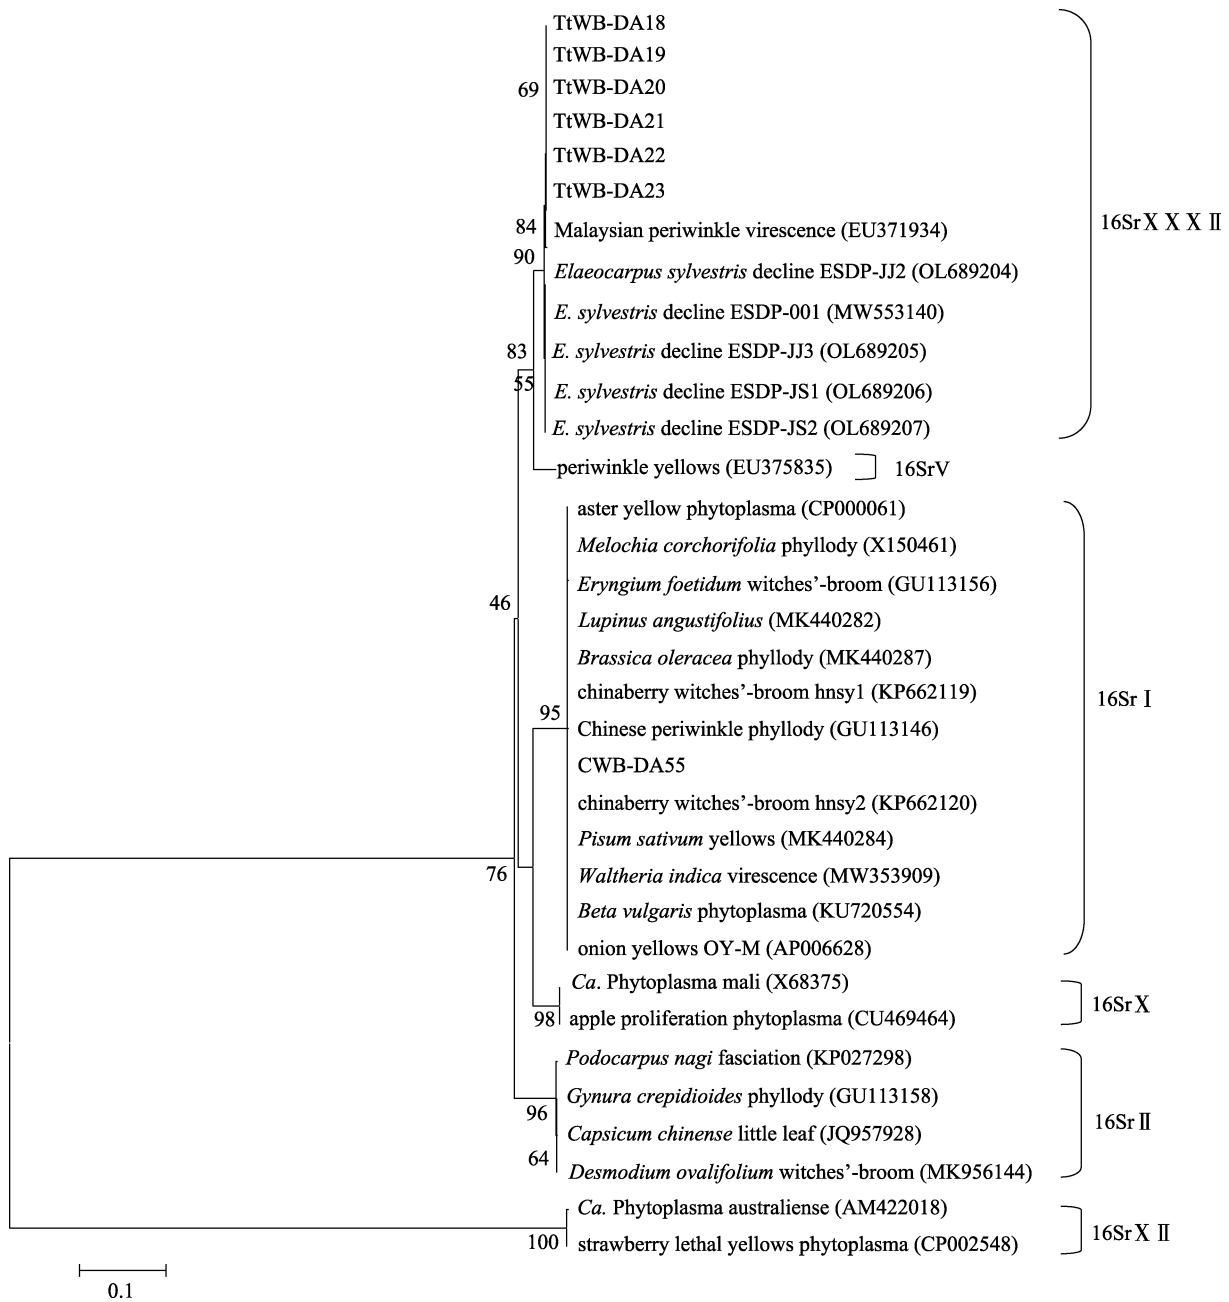 TtWB-DA18
TtWB-DA19
69
TtWB-DA20
TtWB-DA21
TtWB-DA22
TtWB-DA23
84
Malaysian periwinkle virescence (EU371934)
16SrⅩⅩⅩⅡ
90
Elaeocarpus sylvestris decline ESDP-JJ2 (OL689204)
E. sylvestris decline ESDP-001 (MW553140)
83
E. sylvestris decline ESDP-JJ3 (OL689205)
55
E. sylvestris decline ESDP-JS1 (OL689206)
E. sylvestris decline ESDP-JS2 (OL689207)
periwinkle yellows (EU375835)
16SrV
aster yellow phytoplasma (CP000061)
Melochia corchorifolia phyllody (X150461)
Eryngium foetidum witches’-broom (GU113156)
46
Lupinus angustifolius (MK440282)
Brassica oleracea phyllody (MK440287)
chinaberry witches’-broom hnsy1 (KP662119)
16SrⅠ
95
Chinese periwinkle phyllody (GU113146)
CWB-DA55
chinaberry witches’-broom hnsy2 (KP662120)
Pisum sativum yellows (MK440284)
76
Waltheria indica virescence (MW353909)
Beta vulgaris phytoplasma (KU720554)
onion yellows OY-M (AP006628)
Ca. Phytoplasma mali (X68375)
16SrⅩ
98
apple proliferation phytoplasma (CU469464)
Podocarpus nagi fasciation (KP027298)
Gynura crepidioides phyllody (GU113158)
96
16SrⅡ
Capsicum chinense little leaf (JQ957928)
64
Desmodium ovalifolium witches’-broom (MK956144)
Ca. Phytoplasma australiense (AM422018)
16SrⅩⅡ
100
strawberry lethal yellows phytoplasma (CP002548)
0.1